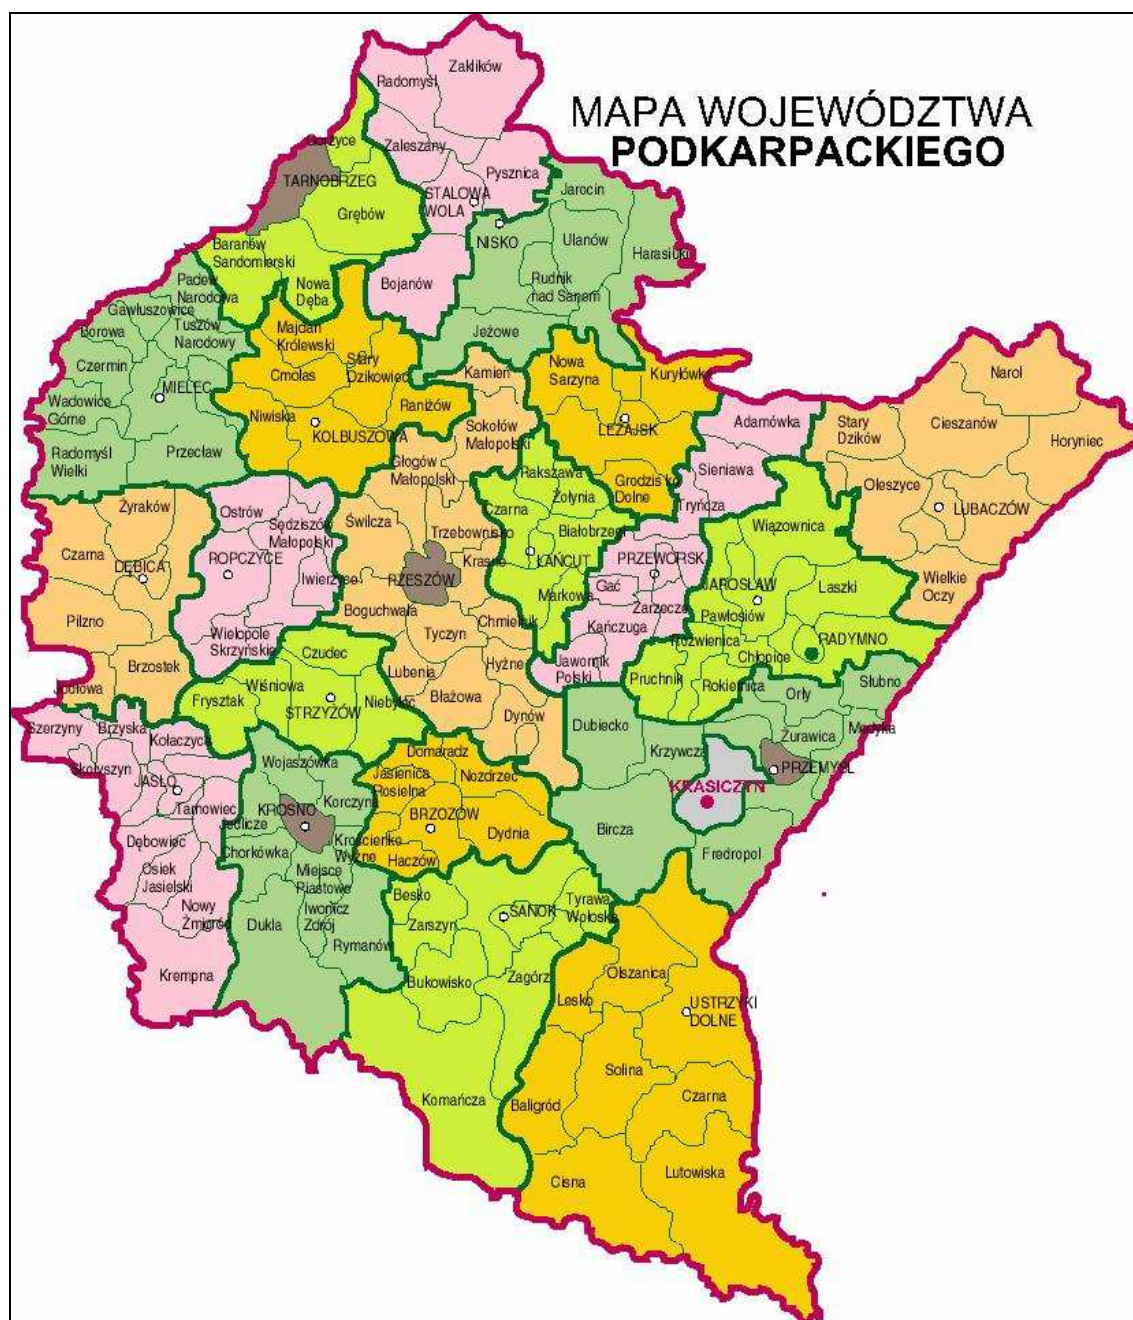 MAPA WOJEWÓDZTWA
PODKARPACKIEGO
Zaklików
Radomyśl
Gorzyce
Zaleszany
Pysznica
TARNOBRZEG
STALOWA
WOLA
Jarocin
Grębów
NISKO
Ulanów
Baranów
Sandomierski
Harasiuki
Nowa
Dęba
Bojanów
Rudnik
nad Sanem
Padew
Narodowa
Gawłuszowice
Tuszów
Narodowy
Borowa
Majdan
Królewski
Jeżowe
Czermin
Cmolas
Stary
Dzikowiec
Kamień
Nowa
Sarzyna
Kuryłówka
Narol
MIELEC
Wadowice
Górne
Niwiska
Raniżów
KOLBUSZOWA
Sokołów
Małopolski
LEŻAJSK
Adamówka
Stary
Dzików
Cieszanów
Horyniec
Radomyśl
Wielki
Przecław
Głogów
Małopolski
Rakszawa
Grodzisko
Dolne
Sieniawa
Oleszyce
LUBACZÓW
Żyraków
Ostrów
Sędziszów
Małopolski
Świlcza
Trzebownisko
Czarna
Żołynia
Tryńcza
Białobrzegi
Wiązownica
Czarna
DĘBICA
ROPCZYCE
Iwierzyce
RZESZÓW
Krasne
ŁAŃCUT
PRZEWORSK
Gać
JAROSŁAW
Laszki
Wielkie
Oczy
Boguchwała
Markowa
Zarzecze
Pawłosiów
Pilzno
Wielopole
Skrzyńskie
Tyczyn
Chmielnik
Kańczuga
Roźwienica
RADYMNO
Czudec
Chłopice
Brzostek
Lubenia
Hyżne
Jawornik
Polski
Pruchnik
Rokietnica
Jodłowa
Frysztak
Wiśniowa
STRZYŻÓW
Niebylec
Błażowa
Dynów
Orły
Słubno
Szerzyny
Brzyska
Kołaczyce
Dubiecko
Żurawica
Medyka
Skołyszyn
JASŁO
Wojaszówka
Domaradz
Krzywcza
PRZEMYŚL
Jasienica
Rosielna
Nozdrzec
KRASICZYN
Tarnowiec
Jedlicze
KROSNO
Korczyna
BRZOZÓW
Dydnia
Bircza
Dębowiec
Chorkówka
Krościenko
Wyżne
Haczów
Fredropol
Osiek
Jasielski
Miejsce
Piastowe
Besko
Tyrawa
Wołoska
Nowy
Żmigród
Dukla
Iwonicz
Zdrój
Zarszyn
SANOK
Rymanów
Krempna
Bukowisko
Zagórz
Olszanica
Lesko
USTRZYKI
DOLNE
Solina
Komańcza
Baligród
Czarna
Cisna
Lutowiska